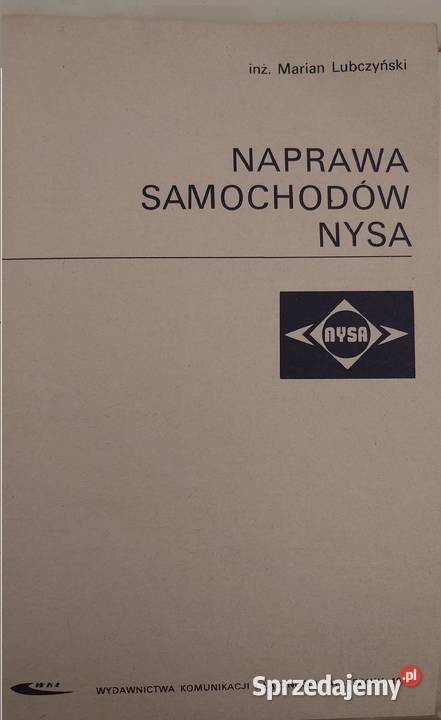 inż. Marian Lubczyński
NAPRAWA
SAMOCHODÓW
NYSA
NYSA
WKŁ
WYDAWNICTWA KOMUNIKACJI
Sprzedajemy.pl